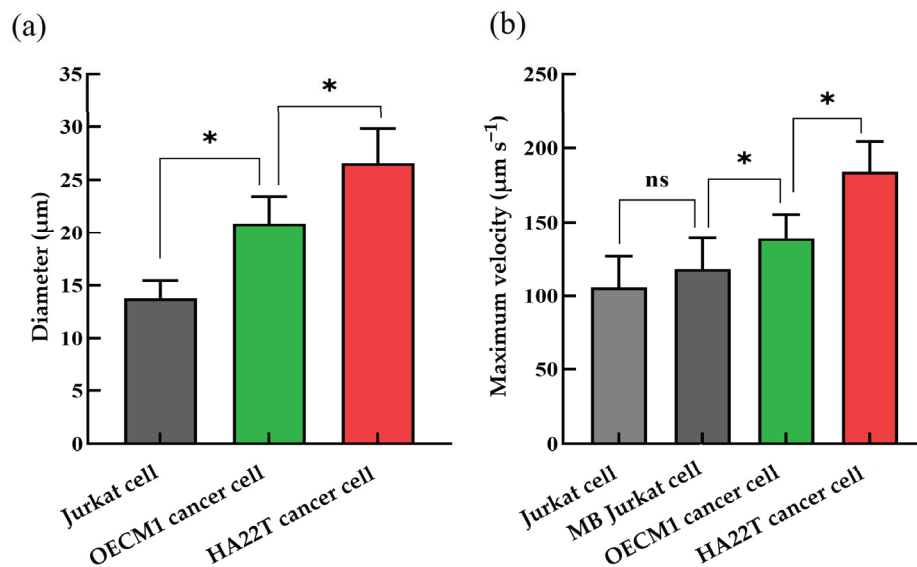 (a)
(b)
Diameter (µm)
35
30
25
20
15
10
5
0
*
*
Jurkat cell
OECM1 cancer cell
HA22T cancer cell
Maximum velocity (µm s⁻¹)
250
200
150
100
50
0
ns
*
*
Jurkat cell
MB Jurkat cell
OECM1 cancer cell
HA22T cancer cell